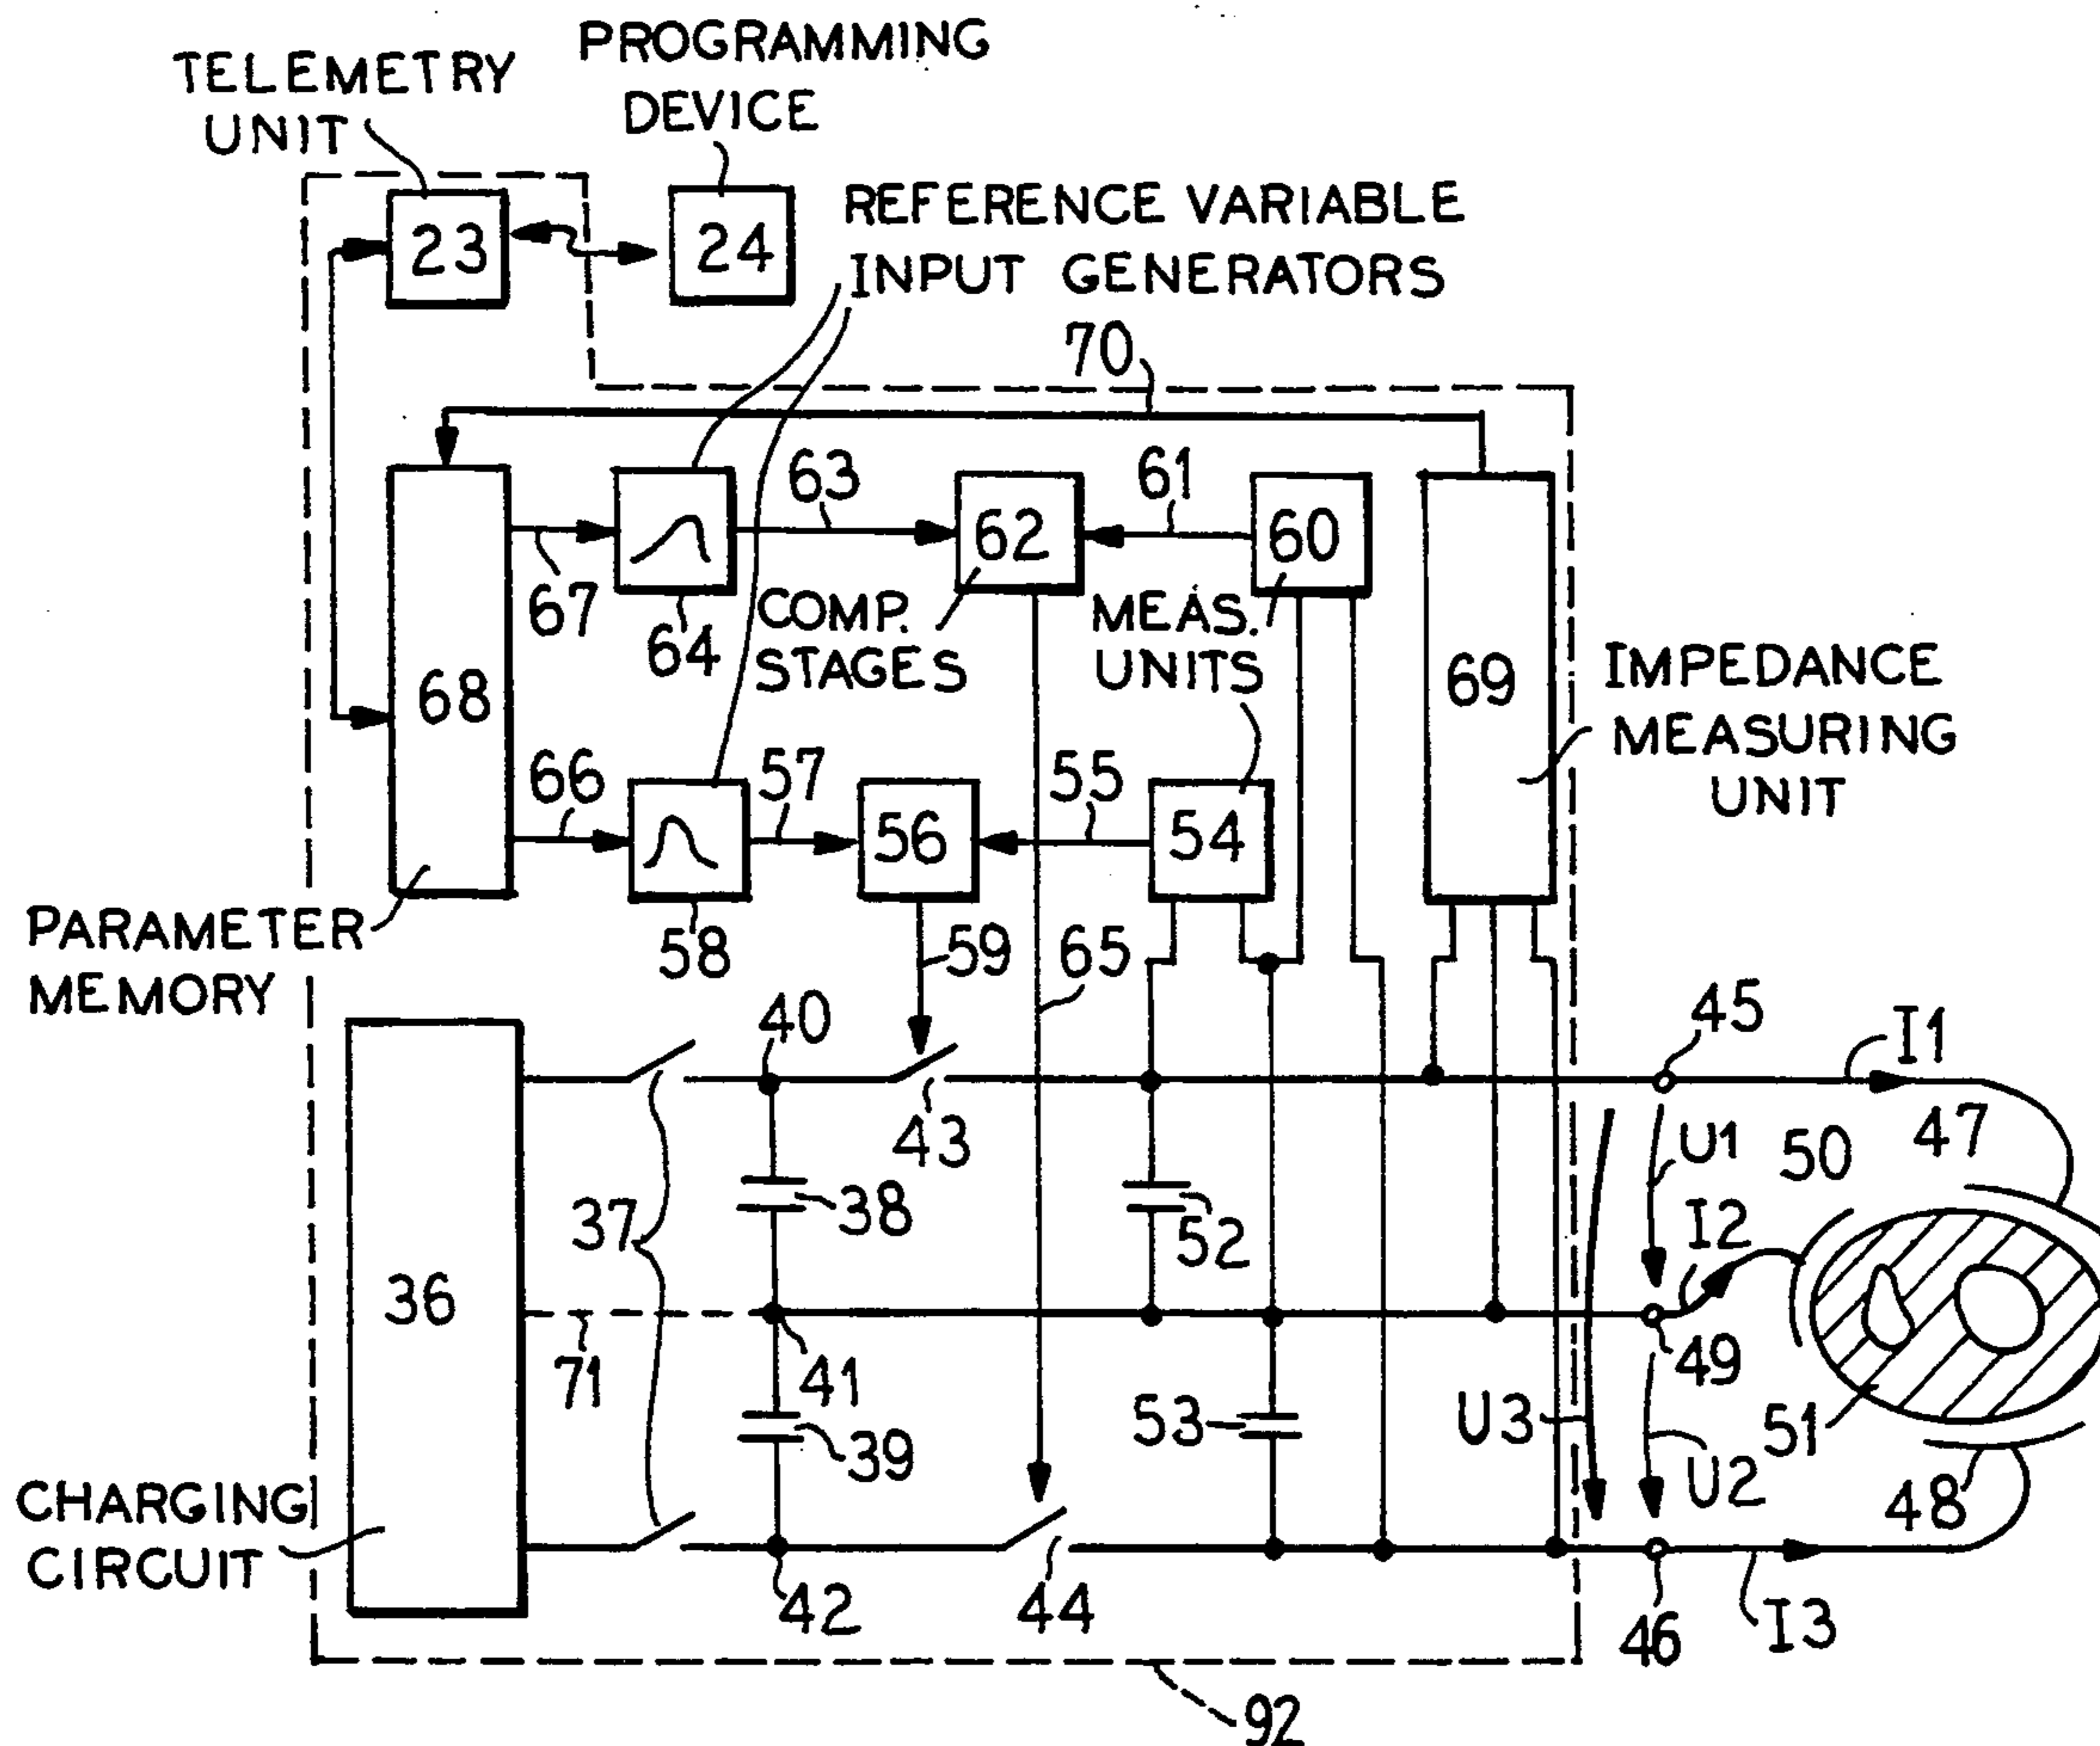 PROGRAMMING
DEVICE
TELEMETRY
UNIT
23
24
REFERENCE VARIABLE
INPUT GENERATORS
70
63
61
62
60
67
64
COMP.
STAGES
MEAS.
UNITS
68
69
IMPEDANCE
MEASURING
UNIT
66
57
55
56
54
58
59
65
PARAMETER
MEMORY
40
45
I1
43
U1
50
47
38
37
52
I2
36
71
41
49
39
53
U3
51
U2
48
CHARGING
CIRCUIT
42
44
46
I3
92